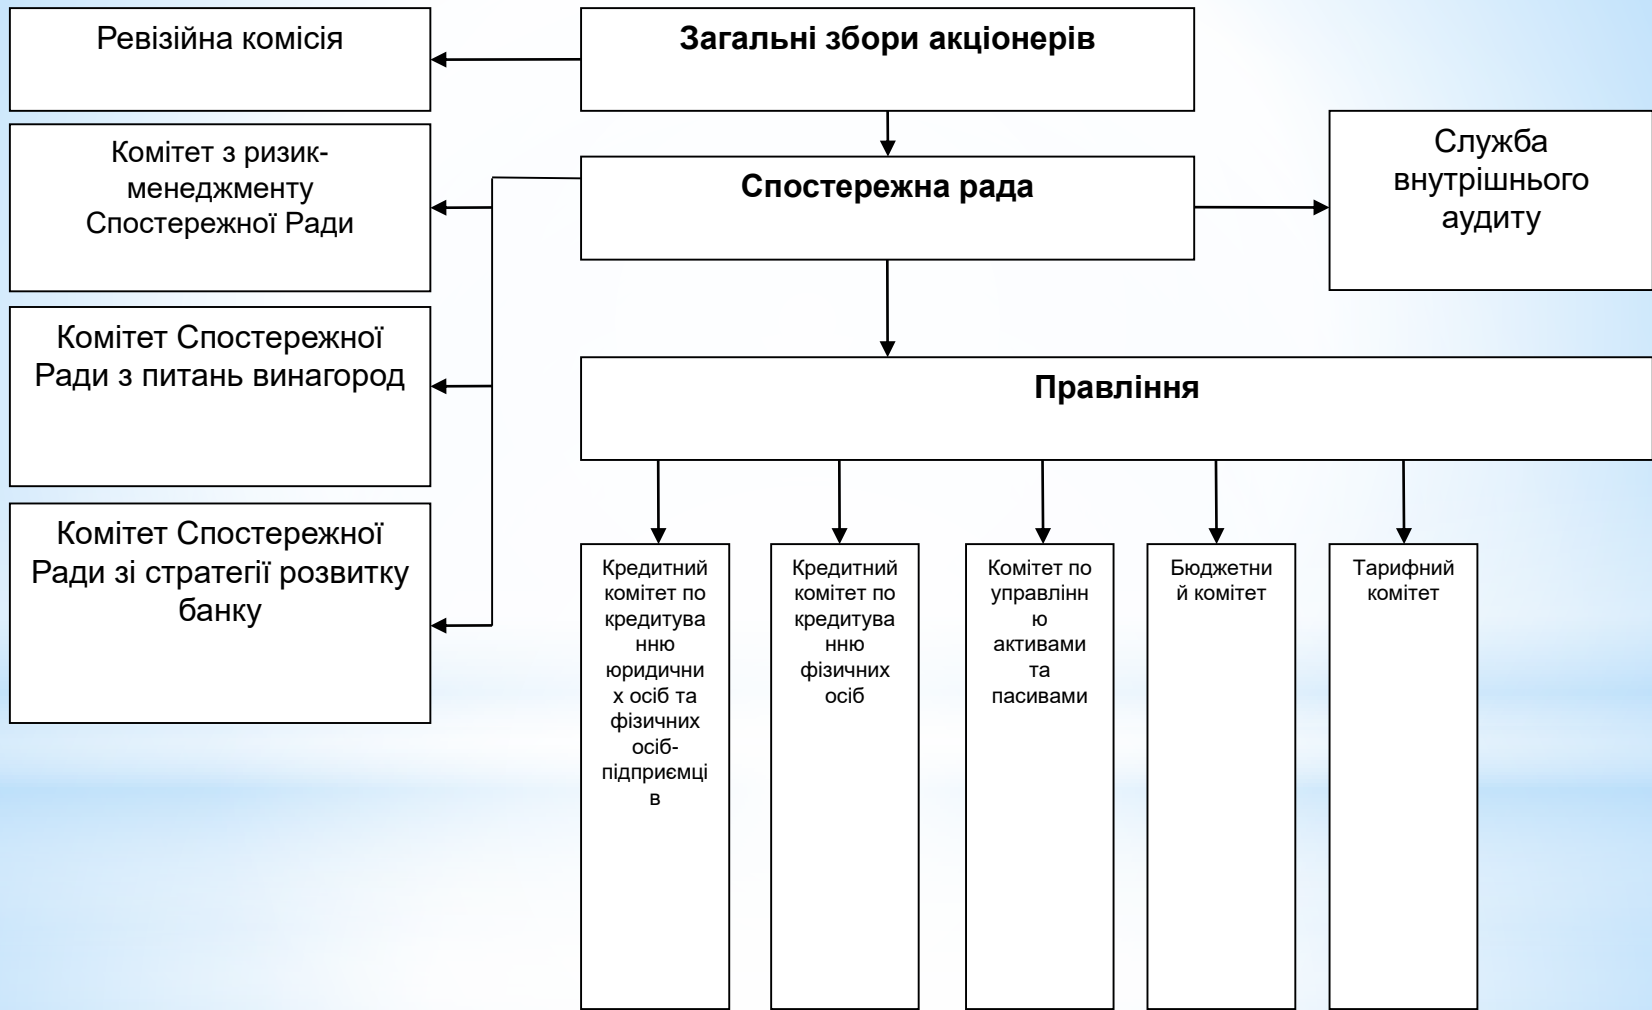 Ревізійна комісія
Загальні збори акціонерів
Комітет з ризик-
менеджменту
Спостережної Ради
Спостережна рада
Служба
внутрішнього
аудиту
Комітет Спостережної
Ради з питань винагород
Правління
Комітет Спостережної
Ради зі стратегії розвитку
банку
Кредитний
комітет по
кредитува
нню
юридични
х осіб та
фізичних
осіб-
підприємці
в
Кредитний
комітет по
кредитува
нню
фізичних
осіб
Комітет по
управлінн
ю
активами
та
пасивами
Бюджетни
й комітет
Тарифний
комітет